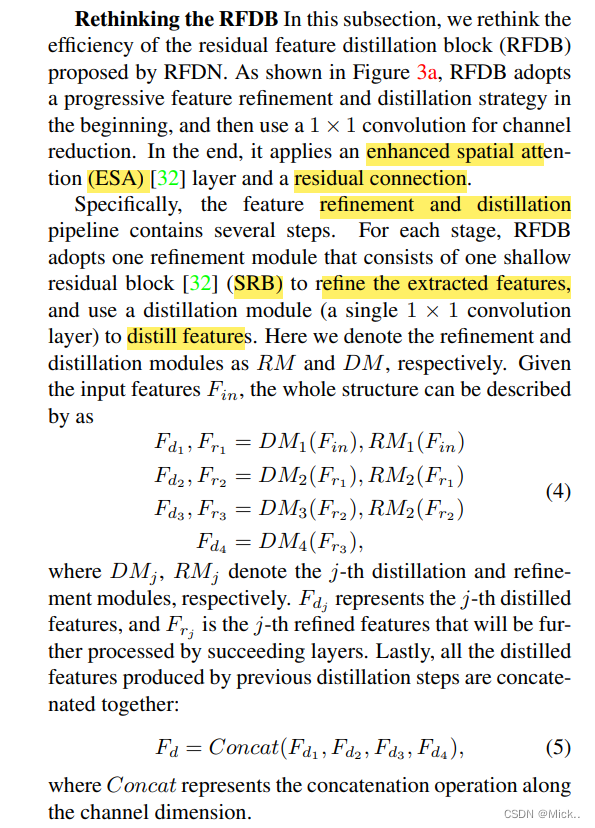 Rethinking the RFDB In this subsection, we rethink the
efficiency of the residual feature distillation block (RFDB)
proposed by RFDN. As shown in Figure 3a, RFDB adopts
a progressive feature refinement and distillation strategy in
the beginning, and then use a 1 × 1 convolution for channel
reduction. In the end, it applies an enhanced spatial atten-
tion (ESA) [32] layer and a residual connection.
Specifically, the feature refinement and distillation
pipeline contains several steps. For each stage, RFDB
adopts one refinement module that consists of one shallow
residual block [32] (SRB) to refine the extracted features,
and use a distillation module (a single 1 × 1 convolution
layer) to distill features. Here we denote the refinement and
distillation modules as RM and DM, respectively. Given
the input features F_{in}, the whole structure can be described
by as
F_{d_1}, F_{r_1} = DM_1(F_{in}), RM_1(F_{in})
F_{d_2}, F_{r_2} = DM_2(F_{r_1}), RM_2(F_{r_1})
F_{d_3}, F_{r_3} = DM_3(F_{r_2}), RM_2(F_{r_2})
F_{d_4} = DM_4(F_{r_3}),
(4)
where DM_j, RM_j denote the j-th distillation and refine-
ment modules, respectively. F_{d_j} represents the j-th distilled
features, and F_{r_j} is the j-th refined features that will be fur-
ther processed by succeeding layers. Lastly, all the distilled
features produced by previous distillation steps are concate-
nated together:
F_d = Concat(F_{d_1}, F_{d_2}, F_{d_3}, F_{d_4}), (5)
where Concat represents the concatenation operation along
the channel dimension.
CSDN @Mick..